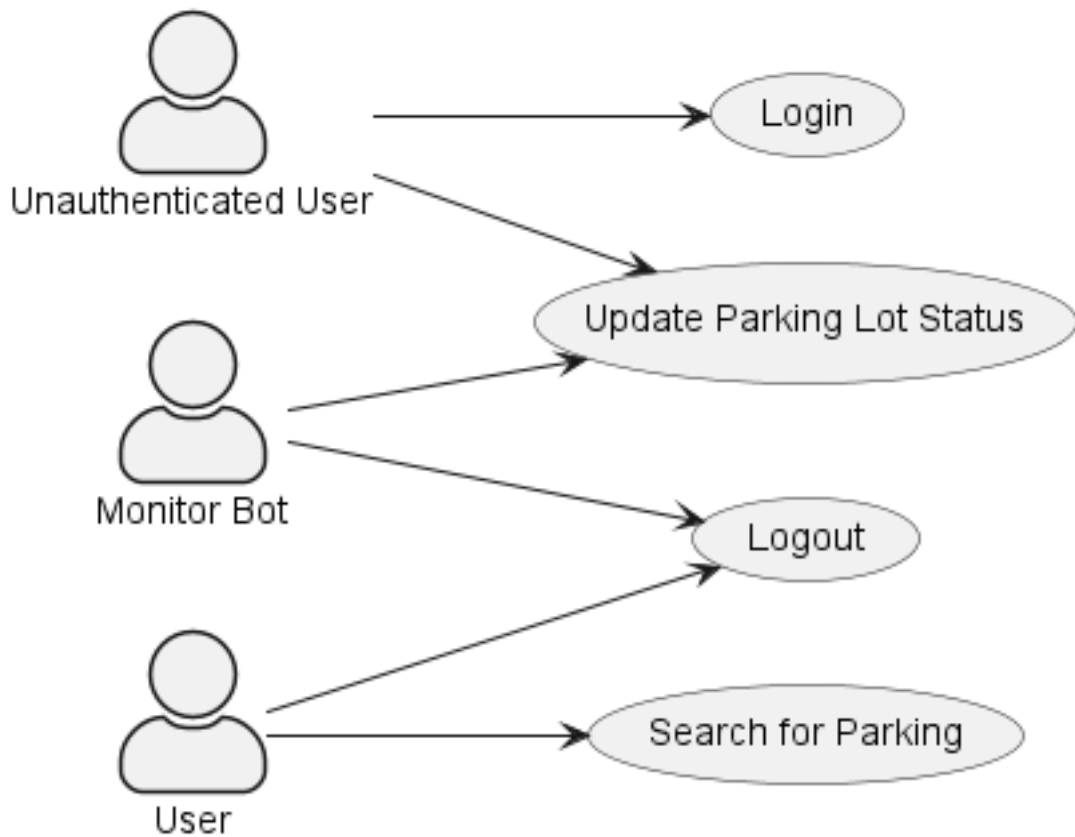 Unauthenticated User
Login
Update Parking Lot Status
Monitor Bot
Logout
User
Search for Parking